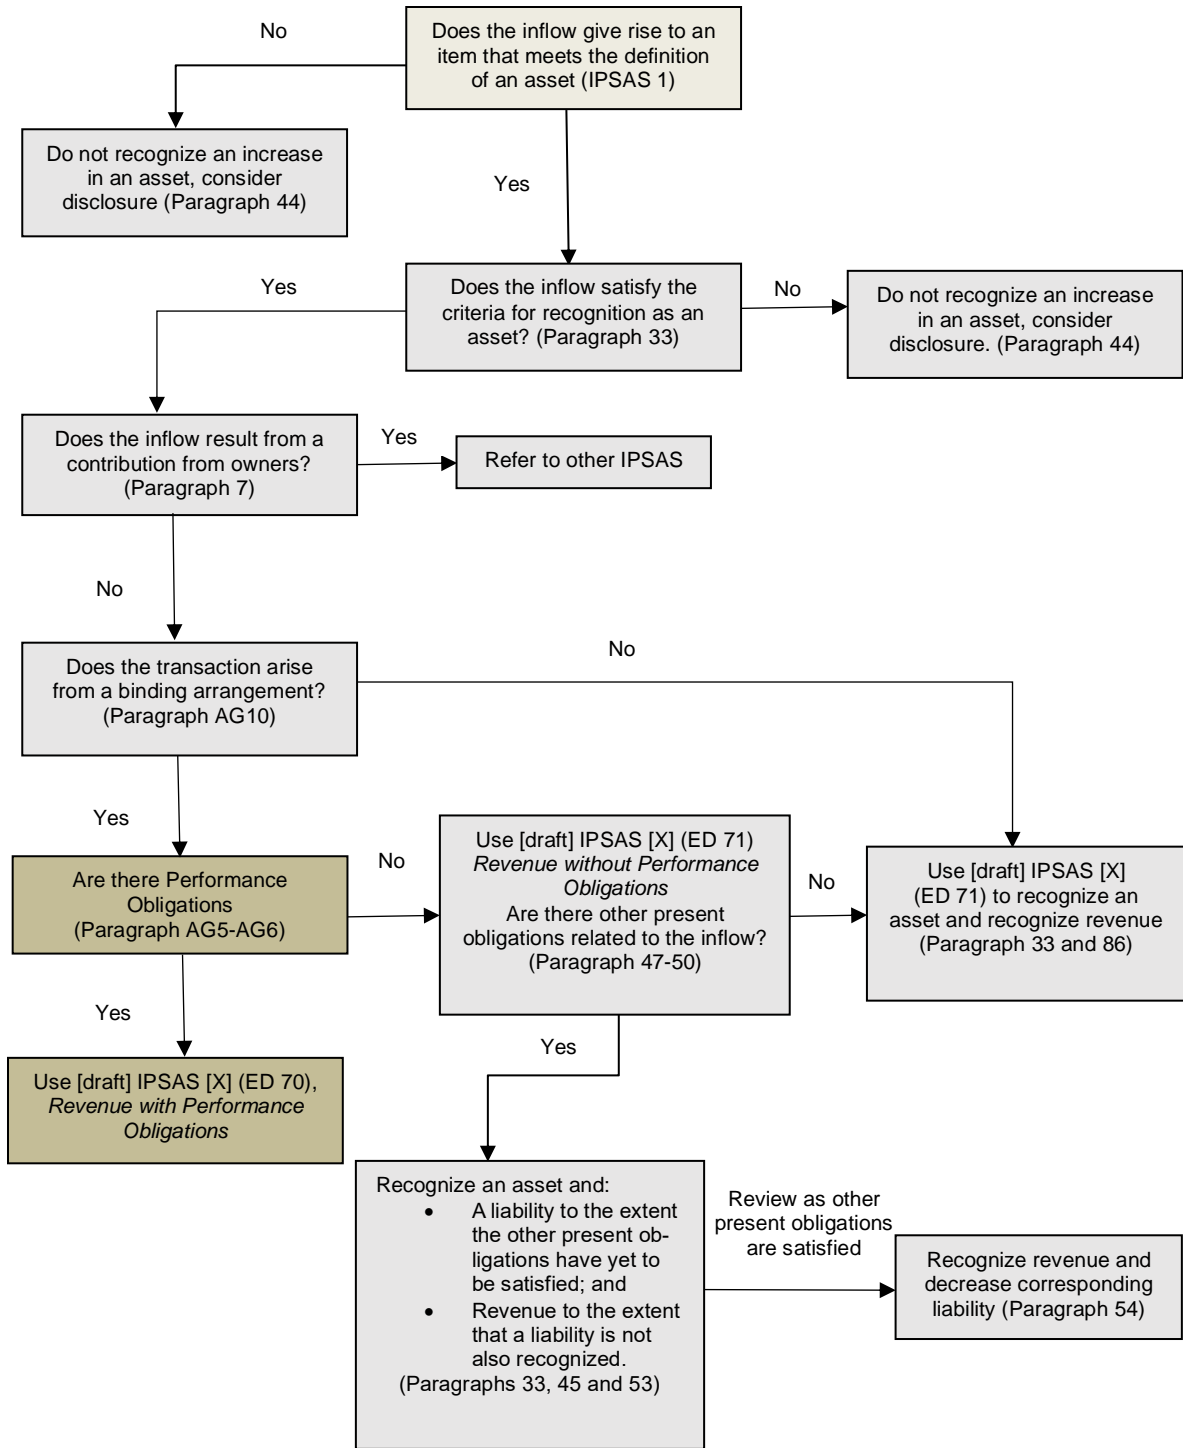 No
Does the inflow give rise to an
item that meets the definition
of an asset (IPSAS 1)
Do not recognize an increase
in an asset, consider
disclosure (Paragraph 44)
Yes
Yes
Does the inflow satisfy the
criteria for recognition as an
asset? (Paragraph 33)
No
Do not recognize an increase
in an asset, consider
disclosure. (Paragraph 44)
Does the inflow result from a
contribution from owners?
(Paragraph 7)
Yes
Refer to other IPSAS
No
Does the transaction arise
from a binding arrangement?
(Paragraph AG10)
No
Yes
Are there Performance
Obligations
(Paragraph AG5-AG6)
No
Use [draft] IPSAS [X] (ED 71)
Revenue without Performance
Obligations
Are there other present
obligations related to the inflow?
(Paragraph 47-50)
No
Use [draft] IPSAS [X]
(ED 71) to recognize an
asset and recognize revenue
(Paragraph 33 and 86)
Yes
Yes
Use [draft] IPSAS [X] (ED 70),
Revenue with Performance
Obligations
Recognize an asset and:
• A liability to the extent
the other present ob-
ligations have yet to
be satisfied; and
• Revenue to the extent
that a liability is not
also recognized.
(Paragraphs 33, 45 and 53)
Review as other
present obligations
are satisfied
Recognize revenue and
decrease corresponding
liability (Paragraph 54)